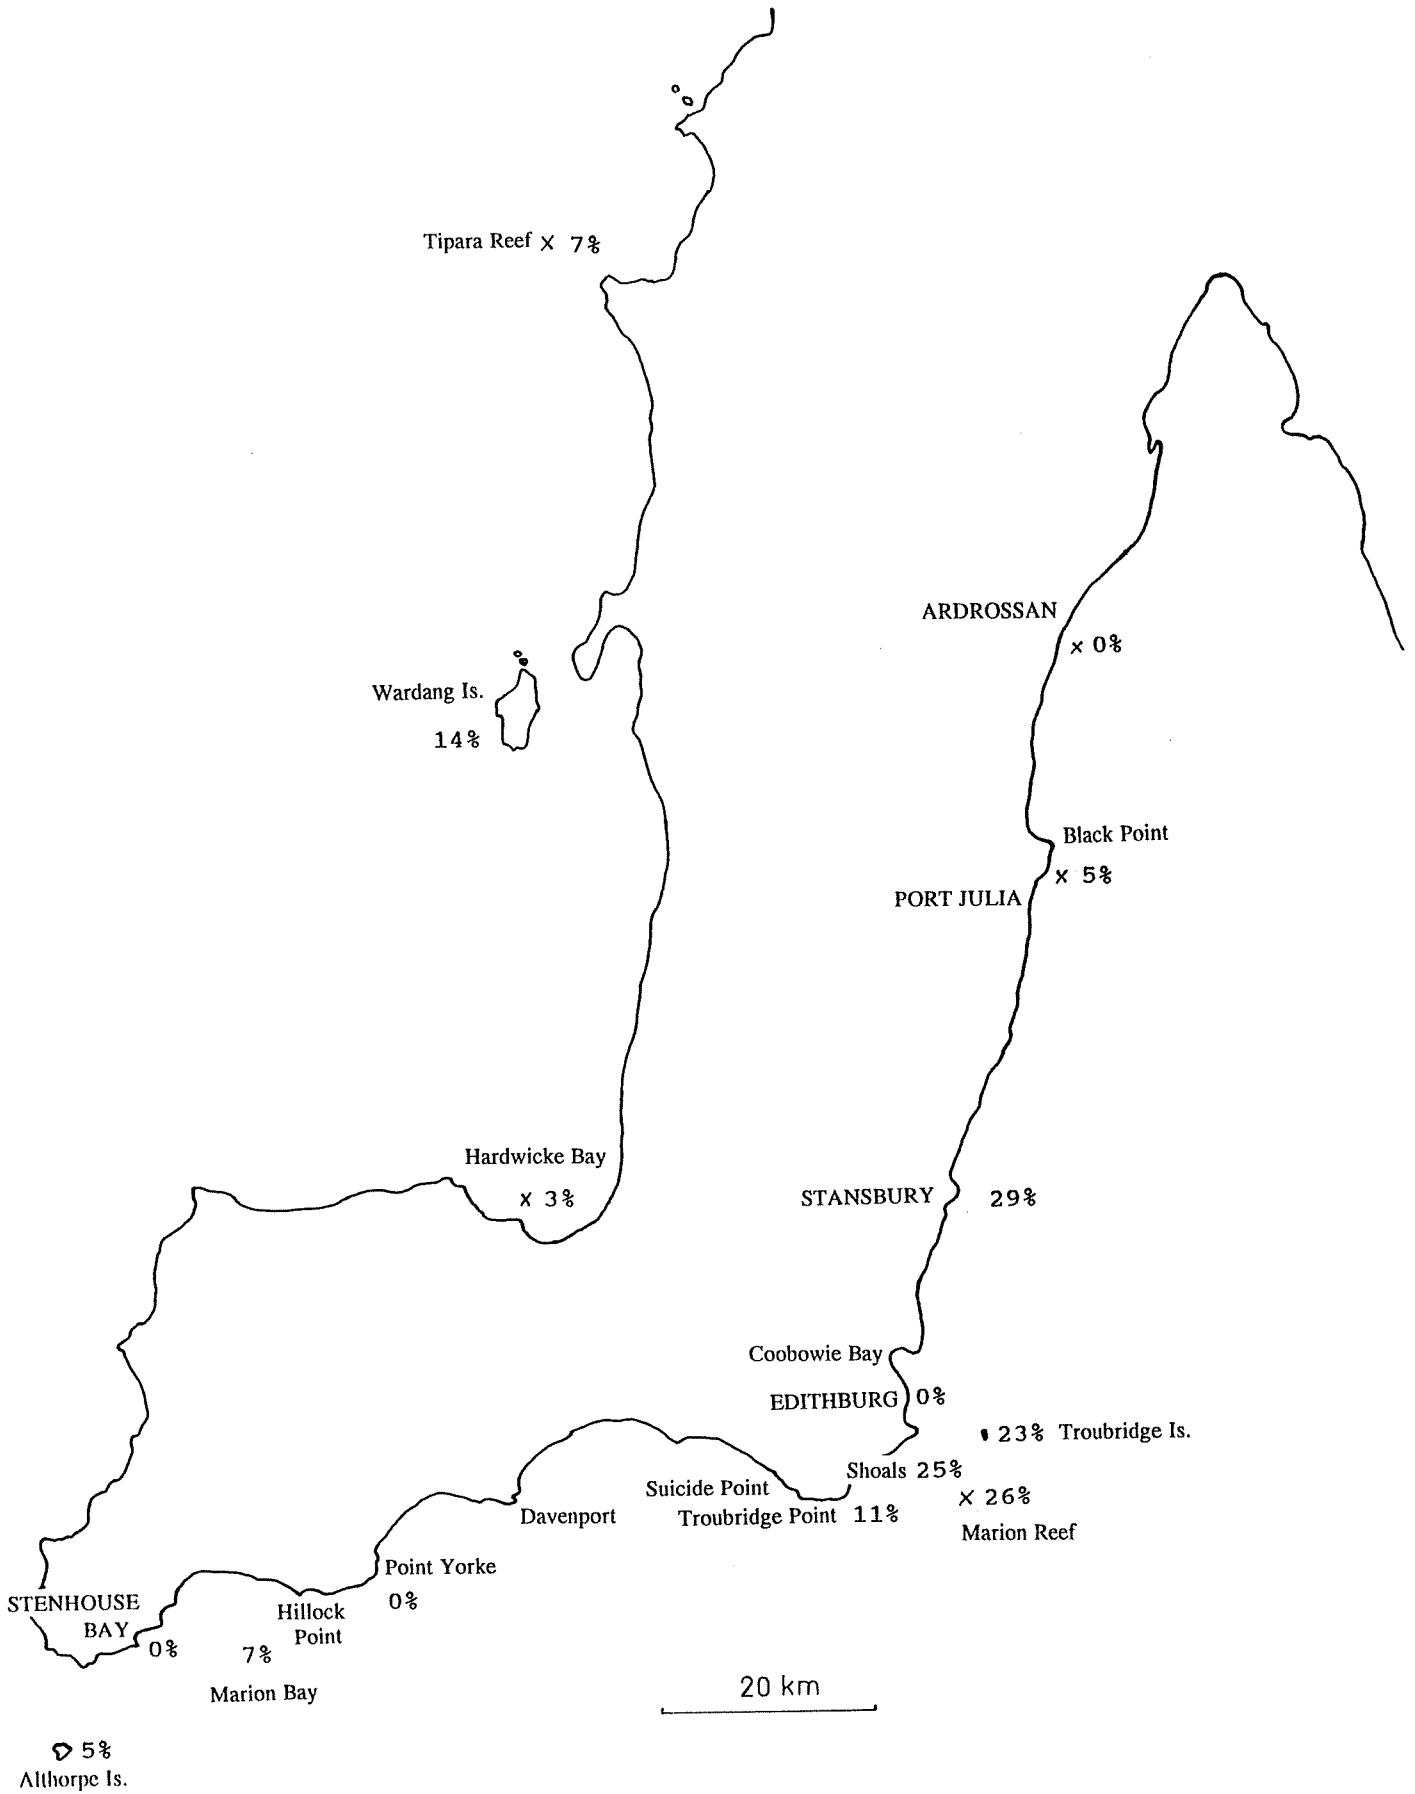 Tipara Reef × 7%
ARDROSSAN
× 0%
Wardang Is.
14%
Black Point
× 5%
PORT JULIA
Hardwicke Bay
× 3%
STANSBURY 29%
Coobowie Bay
EDITHBURG 0%
23% Troubridge Is.
Shoals 25%
Suicide Point
× 26%
Troubridge Point 11%
Davenport
Marion Reef
Point Yorke
0%
STENHOUSE
BAY
Hillock
Point
0%
7%
Marion Bay
20 km
5%
Althorpe Is.